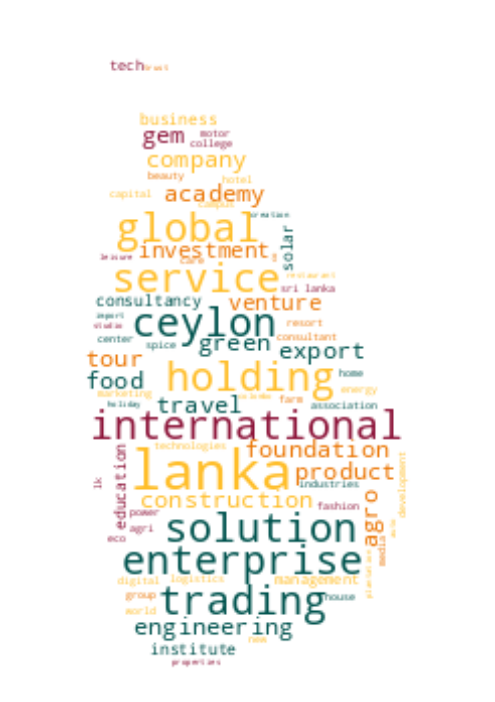 tech trust
business
gem motor
college
company
beauty hotel
capital academy
campus
global creation
investment solar
leisure care
service restaurant
sri lanka
consultancy venture
import ceylon resort
studio
center spice green consultant
export
tour
food holding home
marketing energy
holiday travel farm association
international
technologies foundation
lanka product
lk education industries
construction fashion
power agro development
agri solution media
eco
enterprise
digital logistics management
group trading house
world
engineering
new
institute
properties